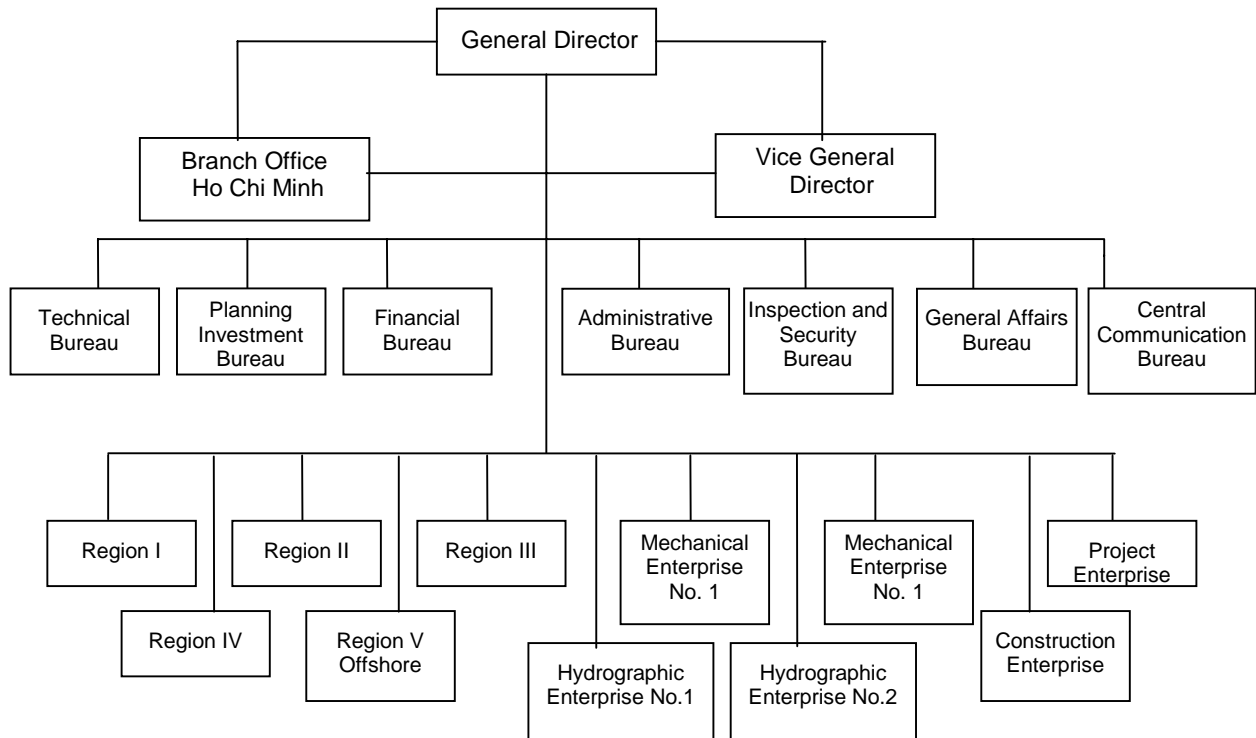 General Director
Branch Office
Ho Chi Minh
Vice General
Director
Technical
Bureau
Planning
Investment
Bureau
Financial
Bureau
Administrative
Bureau
Inspection and
Security
Bureau
General Affairs
Bureau
Central
Communication
Bureau
Region I
Region II
Region III
Mechanical
Enterprise
No. 1
Mechanical
Enterprise
No. 1
Project
Enterprise
Region IV
Region V
Offshore
Hydrographic
Enterprise No.1
Hydrographic
Enterprise No.2
Construction
Enterprise